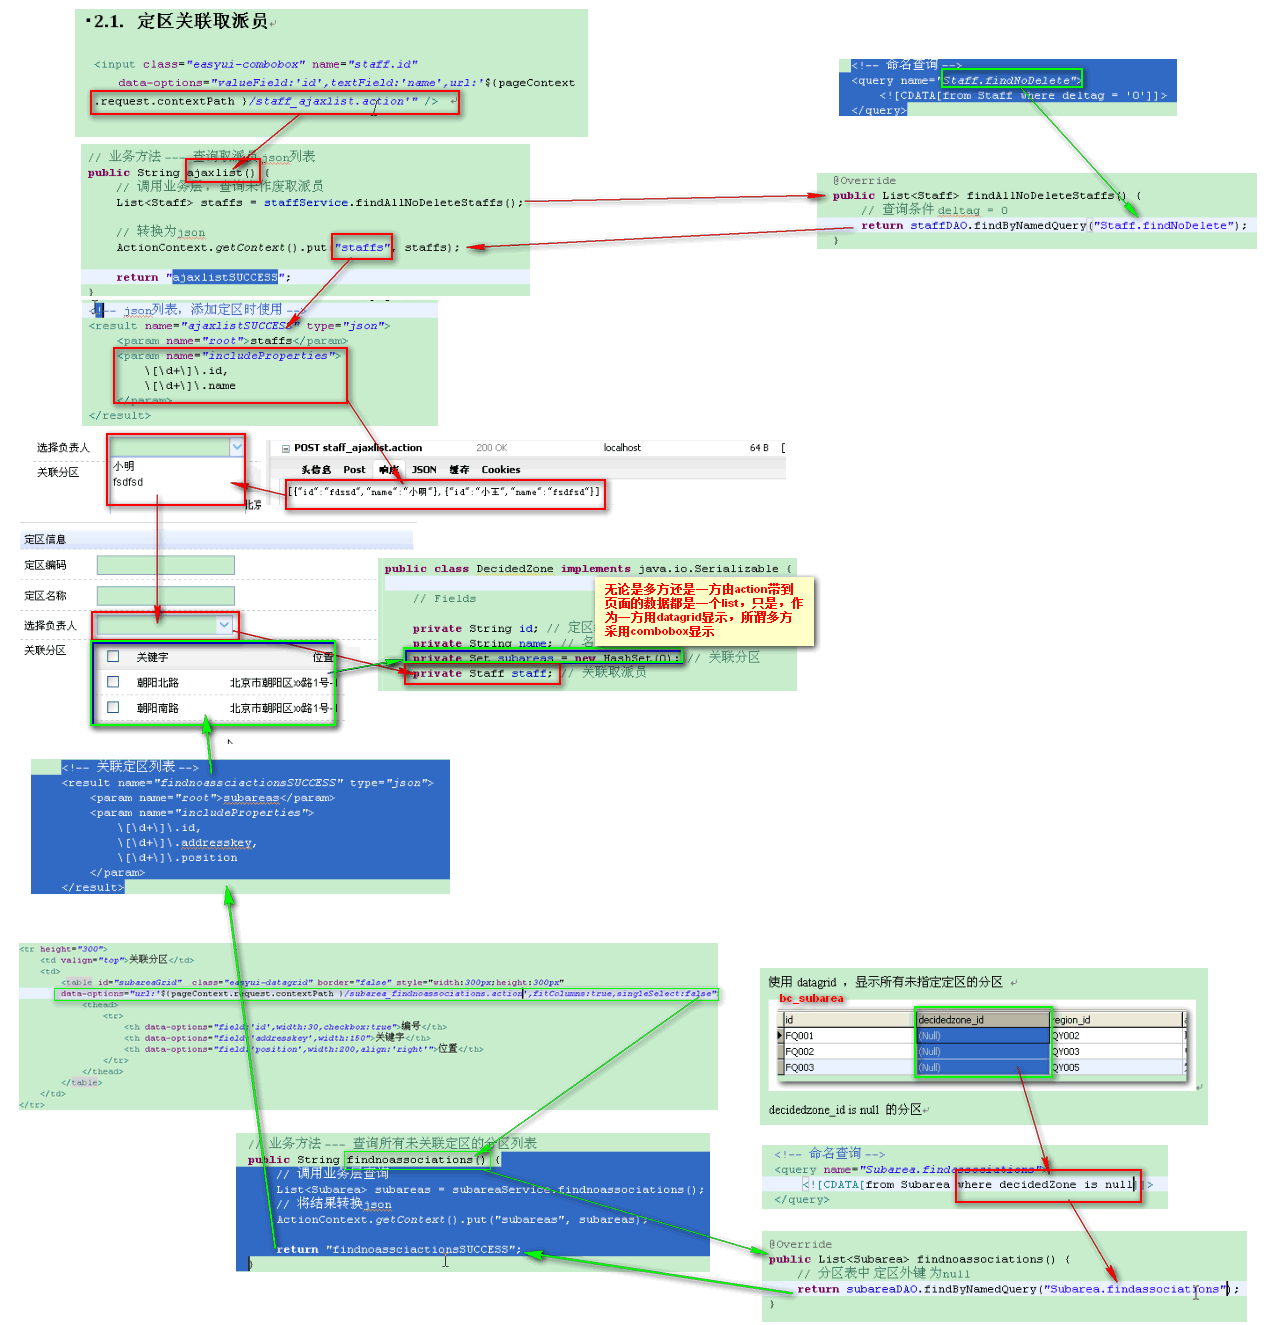 ▪2.1. 定区关联取派员
<input class="easyui-combobox" name="staff.id"
data-options="valueField:'id',textField:'name',url:'${pageContext
.request.contextPath }/staff_ajaxlist.action'" />
<!-- 命名查询 -->
<query name="Staff.findNoDelete">
<![CDATA[from Staff where deltag = '0']]>
</query>
// 业务方法 --- 查询取派员 json列表
public String ajaxlist() {
// 调用业务层，查询未作废取派员
List<Staff> staffs = staffService.findAllNoDeleteStaffs();
// 转换为json
ActionContext.getContext().put("staffs", staffs);
return "ajaxlistSUCCESS";
}
@Override
public List<Staff> findAllNoDeleteStaffs() {
// 查询条件 deltag = 0
return staffDAO.findByNamedQuery("Staff.findNoDelete");
}
<!-- json列表，添加定区时使用 -->
<result name="ajaxlistSUCCESS" type="json">
<param name="root">staffs</param>
<param name="includeProperties">
\[\d+\]\.id,
\[\d+\]\.name
</param>
</result>
选择负责人
小明
关联分区
fsdfsd
北京
POST staff_ajaxlist.action 200 OK localhost 64 B [
头信息 Post 响应 JSON 缓存 Cookies
[{"id":"fdssd","name":"小明"},{"id":"小王","name":"fsdfsd"}]
定区信息
定区编码
定区名称
选择负责人
关联分区
关键字 位置
朝阳北路 北京市朝阳区xx路1号-1
朝阳南路 北京市朝阳区xx路1号-1
public class DecidedZone implements java.io.Serializable {
// Fields
private String id; // 定区
private String name; // 名
private Set subareas = new HashSet(0); // 关联分区
private Staff staff; // 关联取派员
无论是多方还是一方由action带到
页面的数据都是一个list，只是，作
为一方用datagrid显示，所谓多方
采用combobox显示
<!-- 关联定区列表 -->
<result name="findnoassciactionsSUCCESS" type="json">
<param name="root">subareas</param>
<param name="includeProperties">
\[\d+\]\.id,
\[\d+\]\.addresskey,
\[\d+\]\.position
</param>
</result>
<tr height="300">
<td valign="top">关联分区</td>
<td>
<table id="subareaGrid" class="easyui-datagrid" border="false" style="width:300px;height:300px"
data-options="url:'${pageContext.request.contextPath }/subarea_findnoassociations.action',fitColumns:true,singleSelect:false">
<thead>
<tr>
<th data-options="field:'id',width:30,checkbox:true">编号</th>
<th data-options="field:'addresskey',width:150">关键字</th>
<th data-options="field:'position',width:200,align:'right'">位置</th>
</tr>
</thead>
</table>
</td>
</tr>
使用 datagrid ，显示所有未指定定区的分区
bc_subarea
id decidedzone_id region_id
FQ001 (Null) QY002
FQ002 (Null) QY003
FQ003 (Null) QY005
decidedzone_id is null 的分区
// 业务方法 --- 查询所有未关联定区的分区列表
public String findnoassociations() {
// 调用业务层查询
List<Subarea> subareas = subareaService.findnoassociations();
// 将结果转换json
ActionContext.getContext().put("subareas", subareas);
return "findnoassciactionsSUCCESS";
}
<!-- 命名查询 -->
<query name="Subarea.findassociations">
<![CDATA[from Subarea where decidedZone is null]]>
</query>
@Override
public List<Subarea> findnoassociations() {
// 分区表中 定区外键 为null
return subareaDAO.findByNamedQuery("Subarea.findassociations");
}